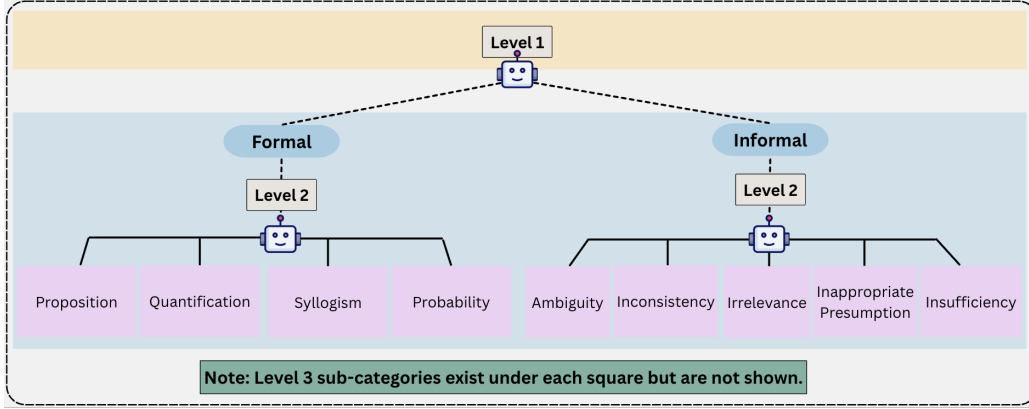 Level 1
Formal
Informal
Level 2
Level 2
Proposition
Quantification
Syllogism
Probability
Ambiguity
Inconsistency
Irrelevance
Inappropriate
Presumption
Insufficiency
Note: Level 3 sub-categories exist under each square but are not shown.